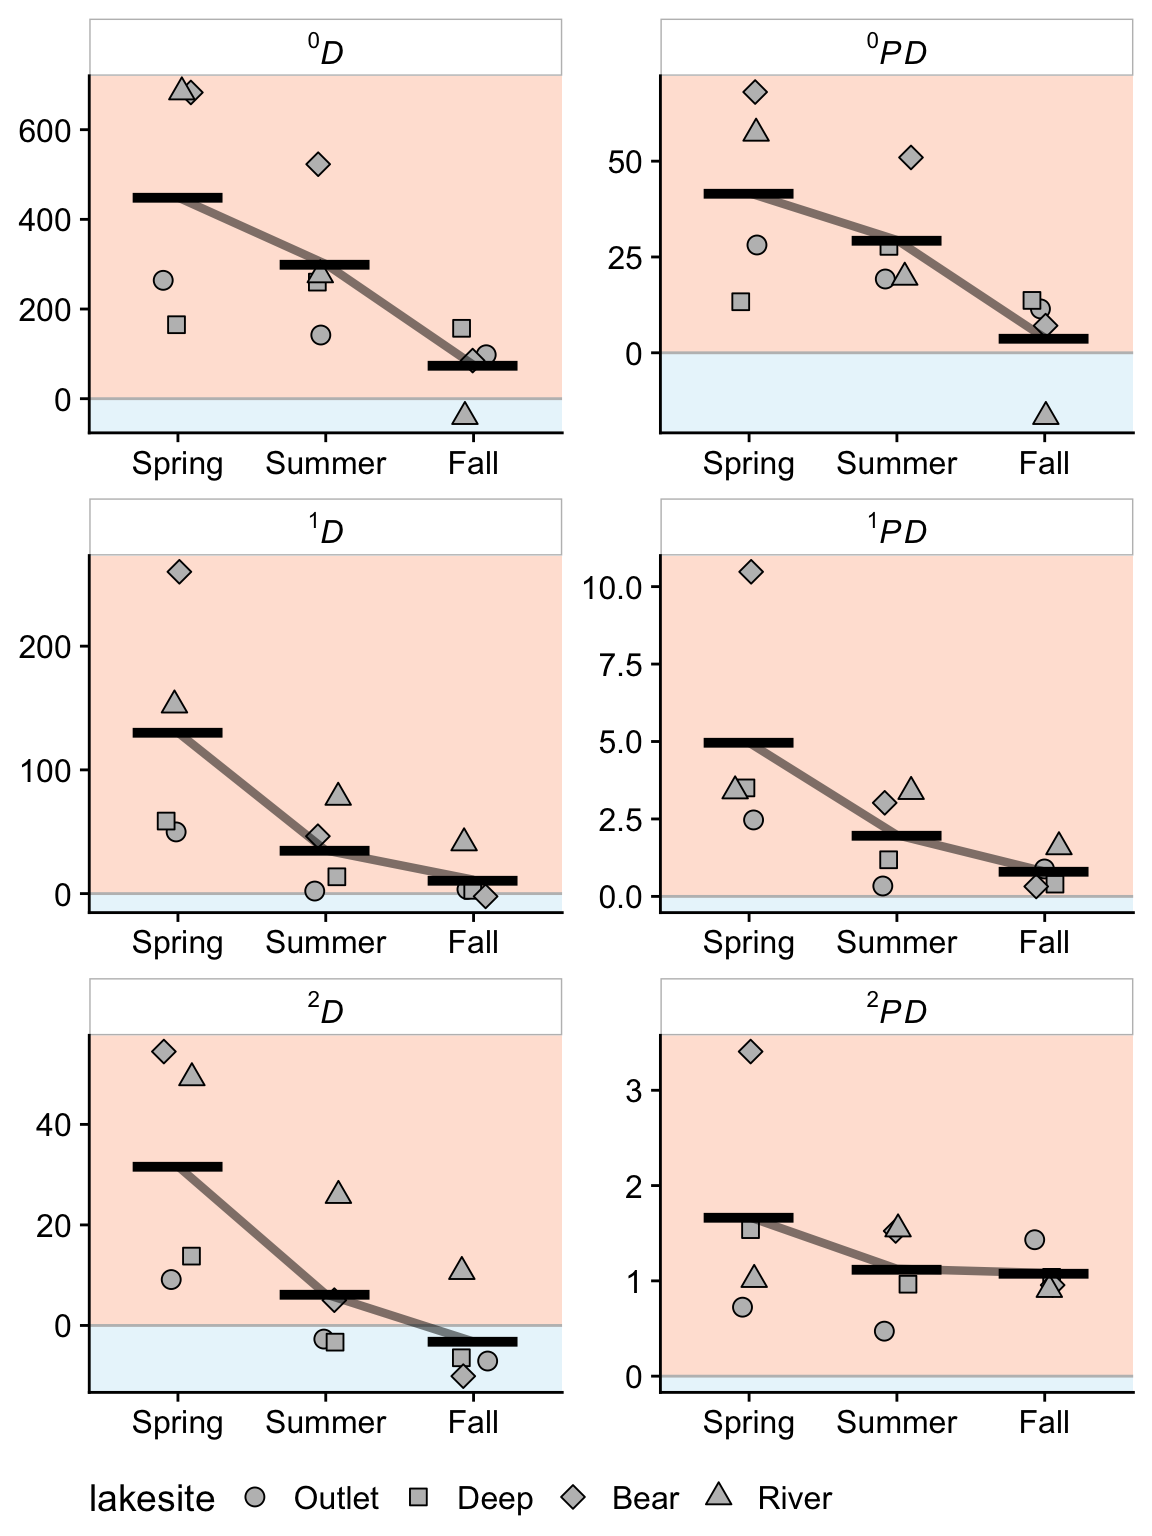 ⁰D
⁰PD
600
400
200
0
50
25
0
Spring Summer Fall
Spring Summer Fall
¹D
¹PD
200
100
0
10.0
7.5
5.0
2.5
0.0
Spring Summer Fall
Spring Summer Fall
²D
²PD
40
20
0
3
2
1
0
Spring Summer Fall
Spring Summer Fall
lakesite Outlet Deep Bear River